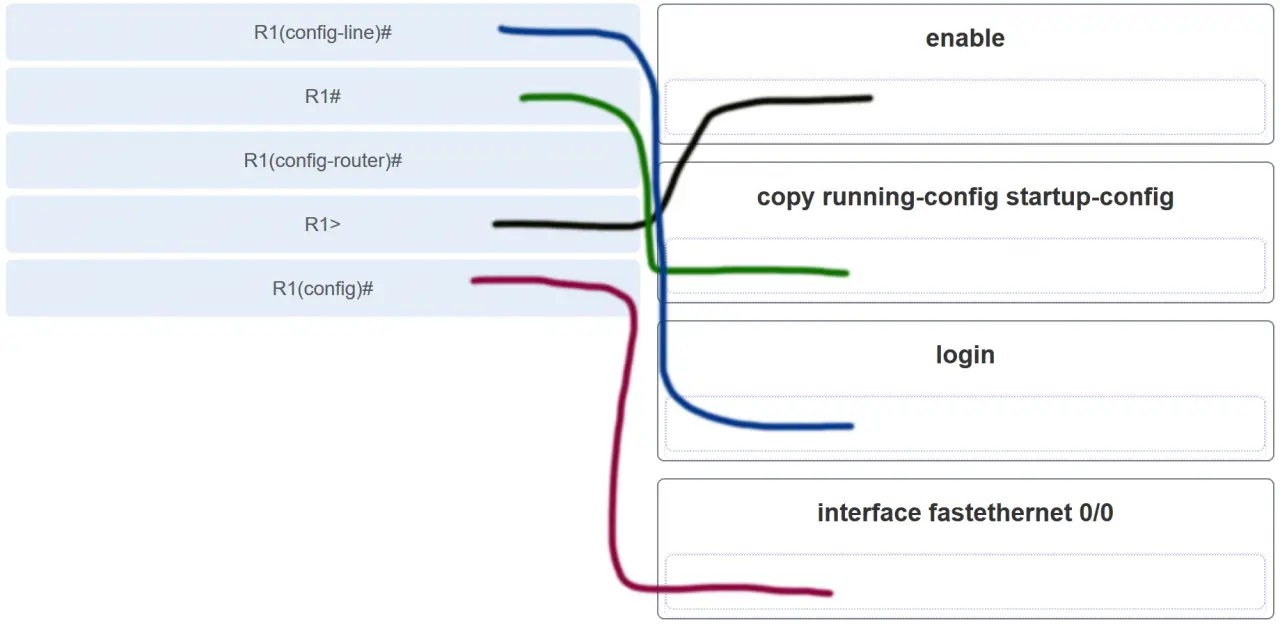 R1(config-line)#
R1#
R1(config-router)#
R1>
R1(config)#
enable
copy running-config startup-config
login
interface fastethernet 0/0